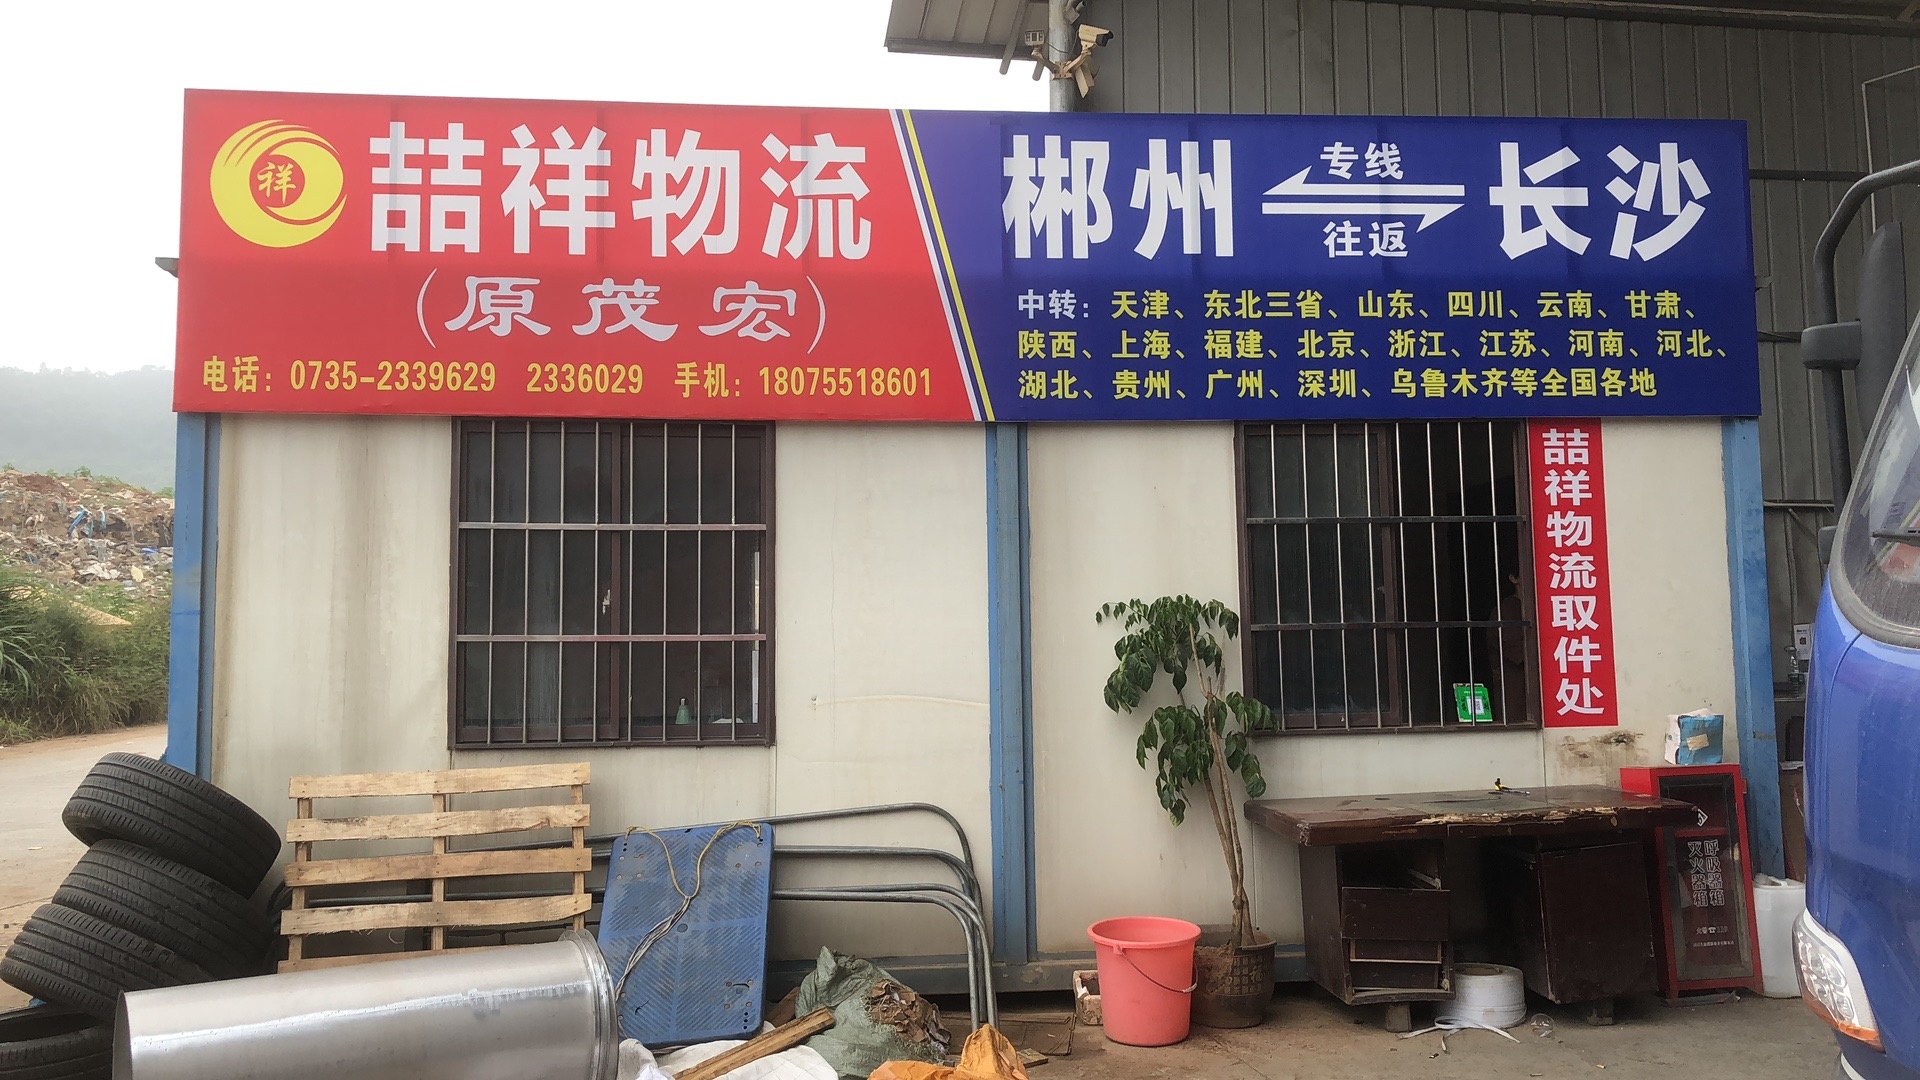 祥
喆祥物流
(原茂宏)
电话：0735-2339629 2336029 手机：18075518601
郴州 专线 往返 长沙
中转：天津、东北三省、山东、四川、云南、甘肃、
陕西、上海、福建、北京、浙江、江苏、河南、河北、
湖北、贵州、广州、深圳、乌鲁木齐等全国各地
喆祥物流取件处
呼吸器箱
灭火器箱
火警☎119